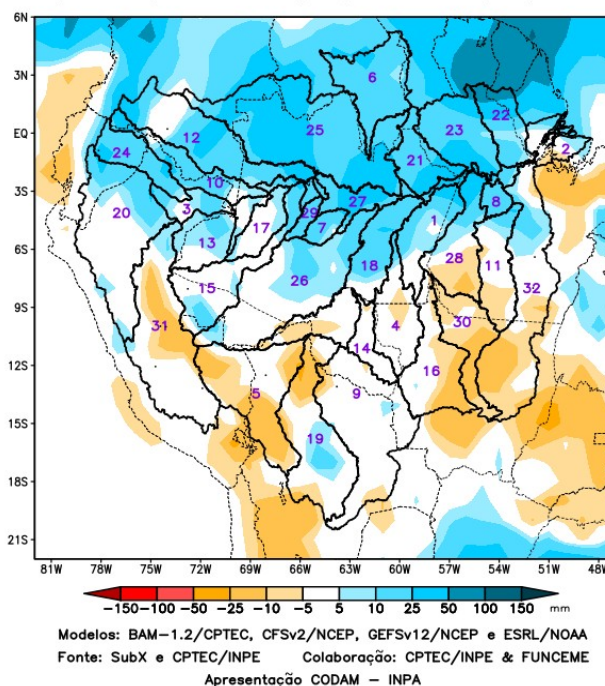 6N
3N
EQ
3S
6S
9S
12S
15S
18S
21S
6
22
12
25
23
2
24
21
10
27
8
20
3
29
17
7
1
13
18
28
11
15
26
32
31
4
30
14
16
5
9
19
81W 78W 75W 72W 69W 66W 63W 60W 57W 54W 51W 48W
-150 -100 -50 -25 -10 -5 5 10 25 50 100 150 mm
Modelos: BAM-1.2/CPTEC, CFSv2/NCEP, GEFSv12/NCEP e ESRL/NOAA
Fonte: SubX e CPTEC/INPE Colaboração: CPTEC/INPE & FUNCEME
Apresentação CODAM - INPA